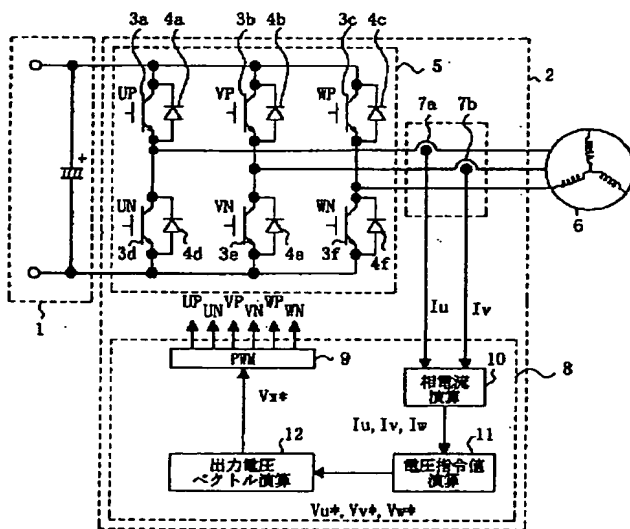 3a 4a 3b 4b 3c 4c
5
2
UP VP WP
7a 7b
6
UN VN WN
3d 4d 3e 4e 3f 4f
1
UP UN VP VN WP WN
Iu Iv
PWM
9
8
10
相電流
演算
Vx*
Iu, Iv, Iw
12
11
出力電圧
ベクトル演算
電圧指令値
演算
Vu*, Vv*, Vw*
+